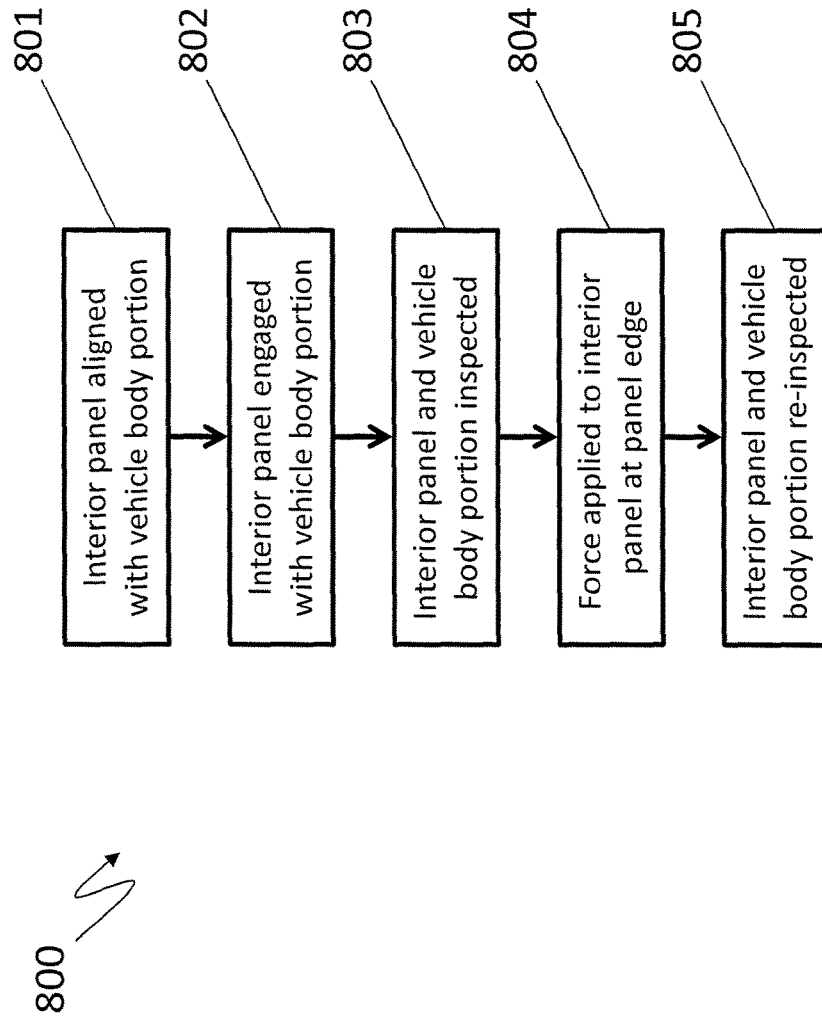 800
801
Interior panel aligned
with vehicle body portion
802
Interior panel engaged
with vehicle body portion
803
Interior panel and vehicle
body portion inspected
804
Force applied to interior
panel at panel edge
805
Interior panel and vehicle
body portion re-inspected